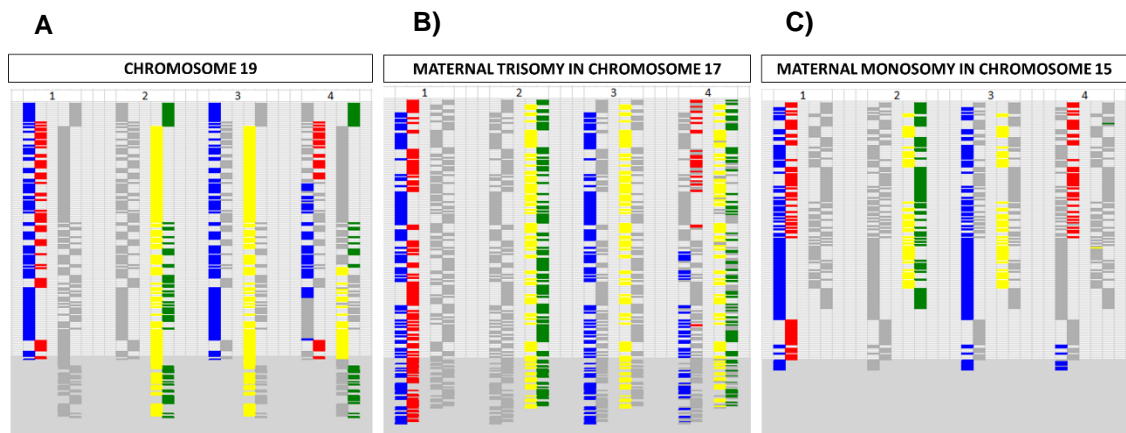 A
B)
C)
CHROMOSOME 19
MATERNAL TRISOMY IN CHROMOSOME 17
MATERNAL MONOSOMY IN CHROMOSOME 15
1 2 3 4
1 2 3 4
1 2 3 4